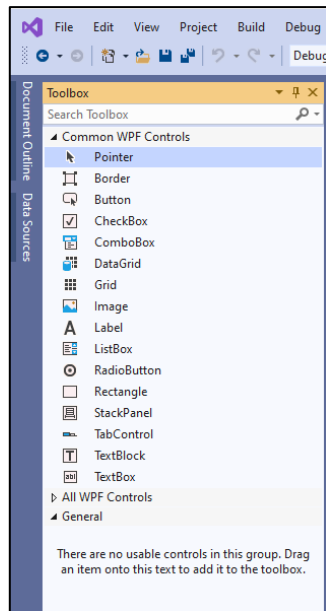 File Edit View Project Build Debug
Debug
Document Outline
Data Sources
Toolbox
Search Toolbox
Common WPF Controls
Pointer
Border
Button
CheckBox
ComboBox
DataGrid
Grid
Image
A Label
ListBox
RadioButton
Rectangle
StackPanel
TabControl
T TextBlock
abl TextBox
All WPF Controls
General
There are no usable controls in this group. Drag
an item onto this text to add it to the toolbox.